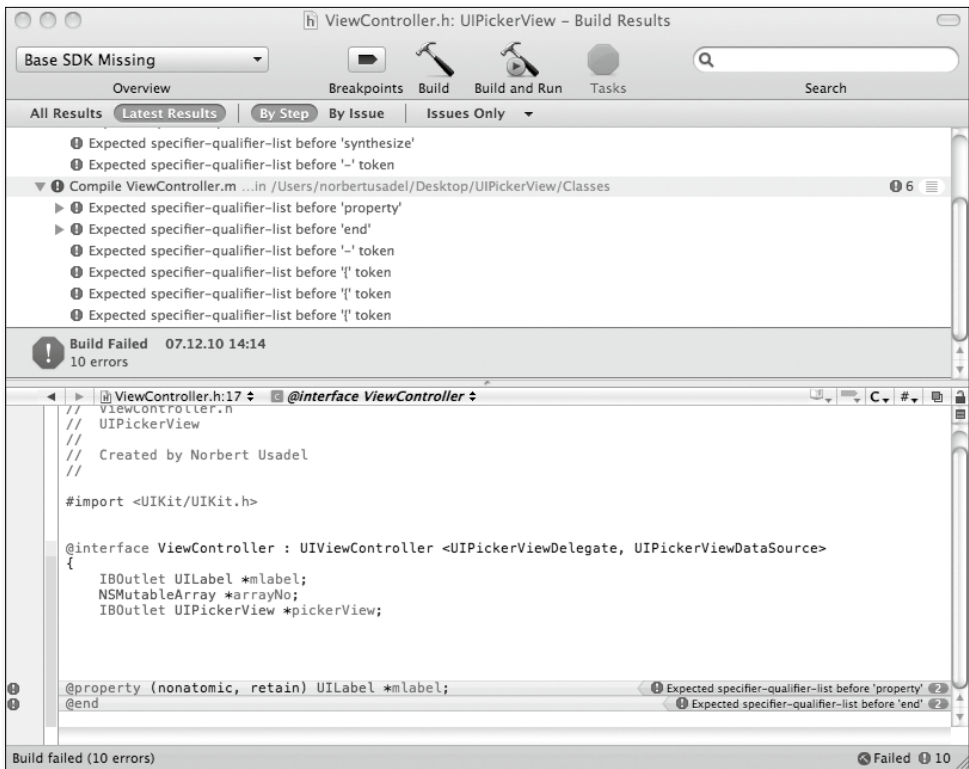 ViewController.h: UIPickerView – Build Results
Base SDK Missing
Overview
Breakpoints
Build
Build and Run
Tasks
Search
All Results
Latest Results
By Step
By Issue
Issues Only
Expected specifier-qualifier-list before 'synthesize'
Expected specifier-qualifier-list before '-' token
Compile ViewController.m ...in /Users/norbertusadel/Desktop/UIPickerView/Classes
6
Expected specifier-qualifier-list before 'property'
Expected specifier-qualifier-list before 'end'
Expected specifier-qualifier-list before '-' token
Expected specifier-qualifier-list before '{' token
Expected specifier-qualifier-list before '{' token
Expected specifier-qualifier-list before '{' token
Build Failed 07.12.10 14:14
10 errors
ViewController.h:17
@interface ViewController
C
#
// ViewController.h
// UIPickerView
//
// Created by Norbert Usadel
//
#import <UIKit/UIKit.h>
@interface ViewController : UIViewController <UIPickerViewDelegate, UIPickerViewDataSource>
{
IBOutlet UILabel *mlabel;
NSMutableArray *arrayNo;
IBOutlet UIPickerView *pickerView;
@property (nonatomic, retain) UILabel *mlabel;
Expected specifier-qualifier-list before 'property' 2
@end
Expected specifier-qualifier-list before 'end' 2
Build failed (10 errors)
Failed
10